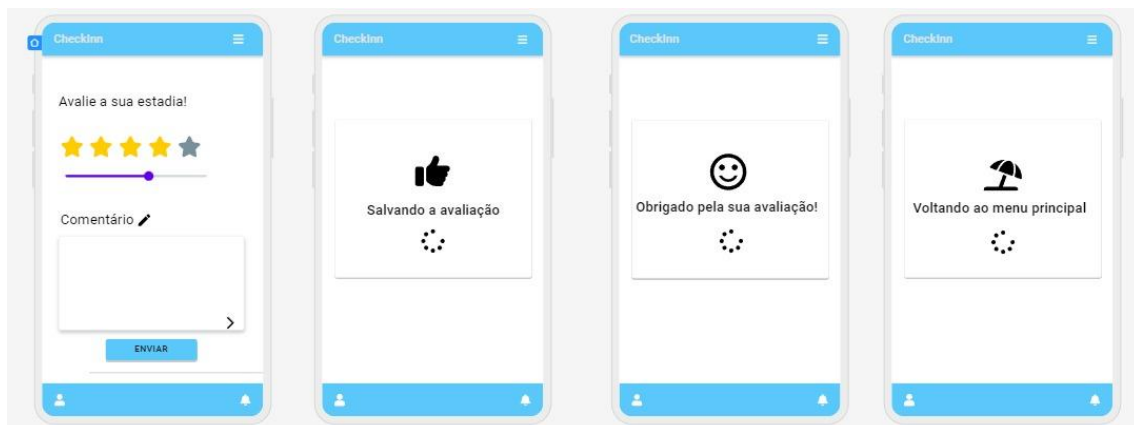 CheckInn
Avalie a sua estadia!
Comentário
ENVIAR
CheckInn
Salvando a avaliação
CheckInn
Obrigado pela sua avaliação!
CheckInn
Voltando ao menu principal